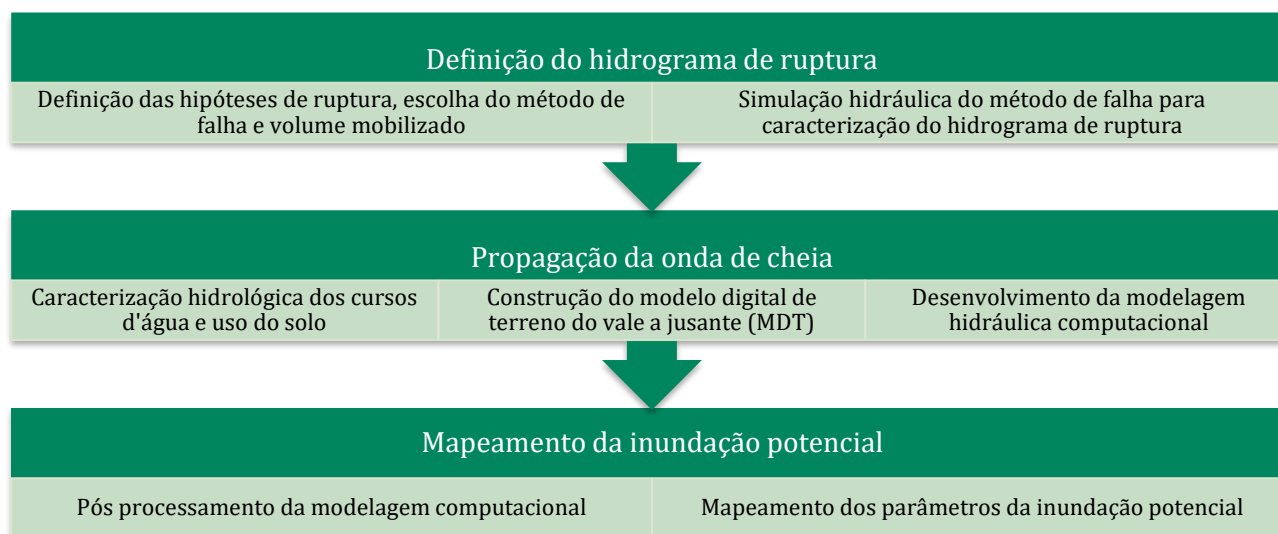 Definição do hidrograma de ruptura
Definição das hipóteses de ruptura, escolha do método de
falha e volume mobilizado
Simulação hidráulica do método de falha para
caracterização do hidrograma de ruptura
Propagação da onda de cheia
Caracterização hidrológica dos cursos
d'água e uso do solo
Construção do modelo digital de
terreno do vale a jusante (MDT)
Desenvolvimento da modelagem
hidráulica computacional
Mapeamento da inundação potencial
Pós processamento da modelagem computacional
Mapeamento dos parâmetros da inundação potencial